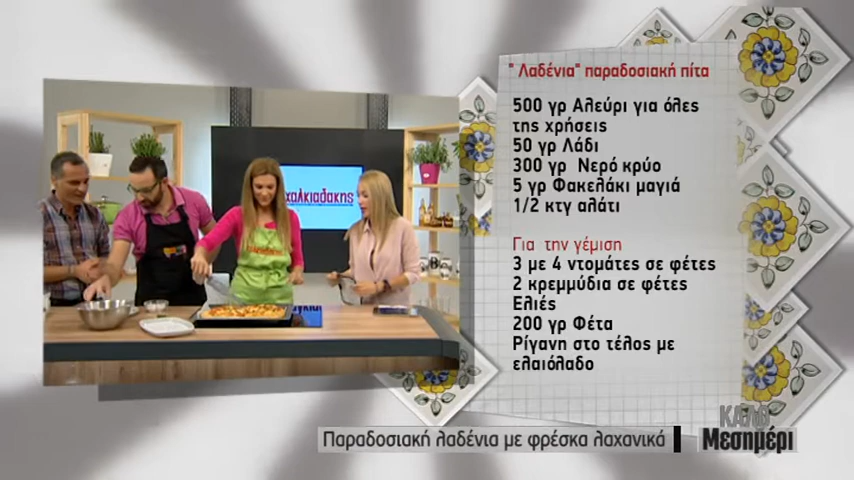 " Λαδένια" παραδοσιακή πίτα
500 γρ Αλεύρι για όλες
της χρήσεις
50 γρ Λάδι
300 γρ Νερό κρύο
5 γρ Φακελάκι μαγιά
1/2 κτγ αλάτι
Για την γέμιση
3 με 4 ντομάτες σε φέτες
2 κρεμμύδια σε φέτες
Ελιές
200 γρ Φέτα
Ρίγανη στο τέλος με
ελαιόλαδο
χαλκιαδακης
Παραδοσιακή λαδένια με φρέσκα λαχανικά
ΚΑΛΟ
Μεσημέρι